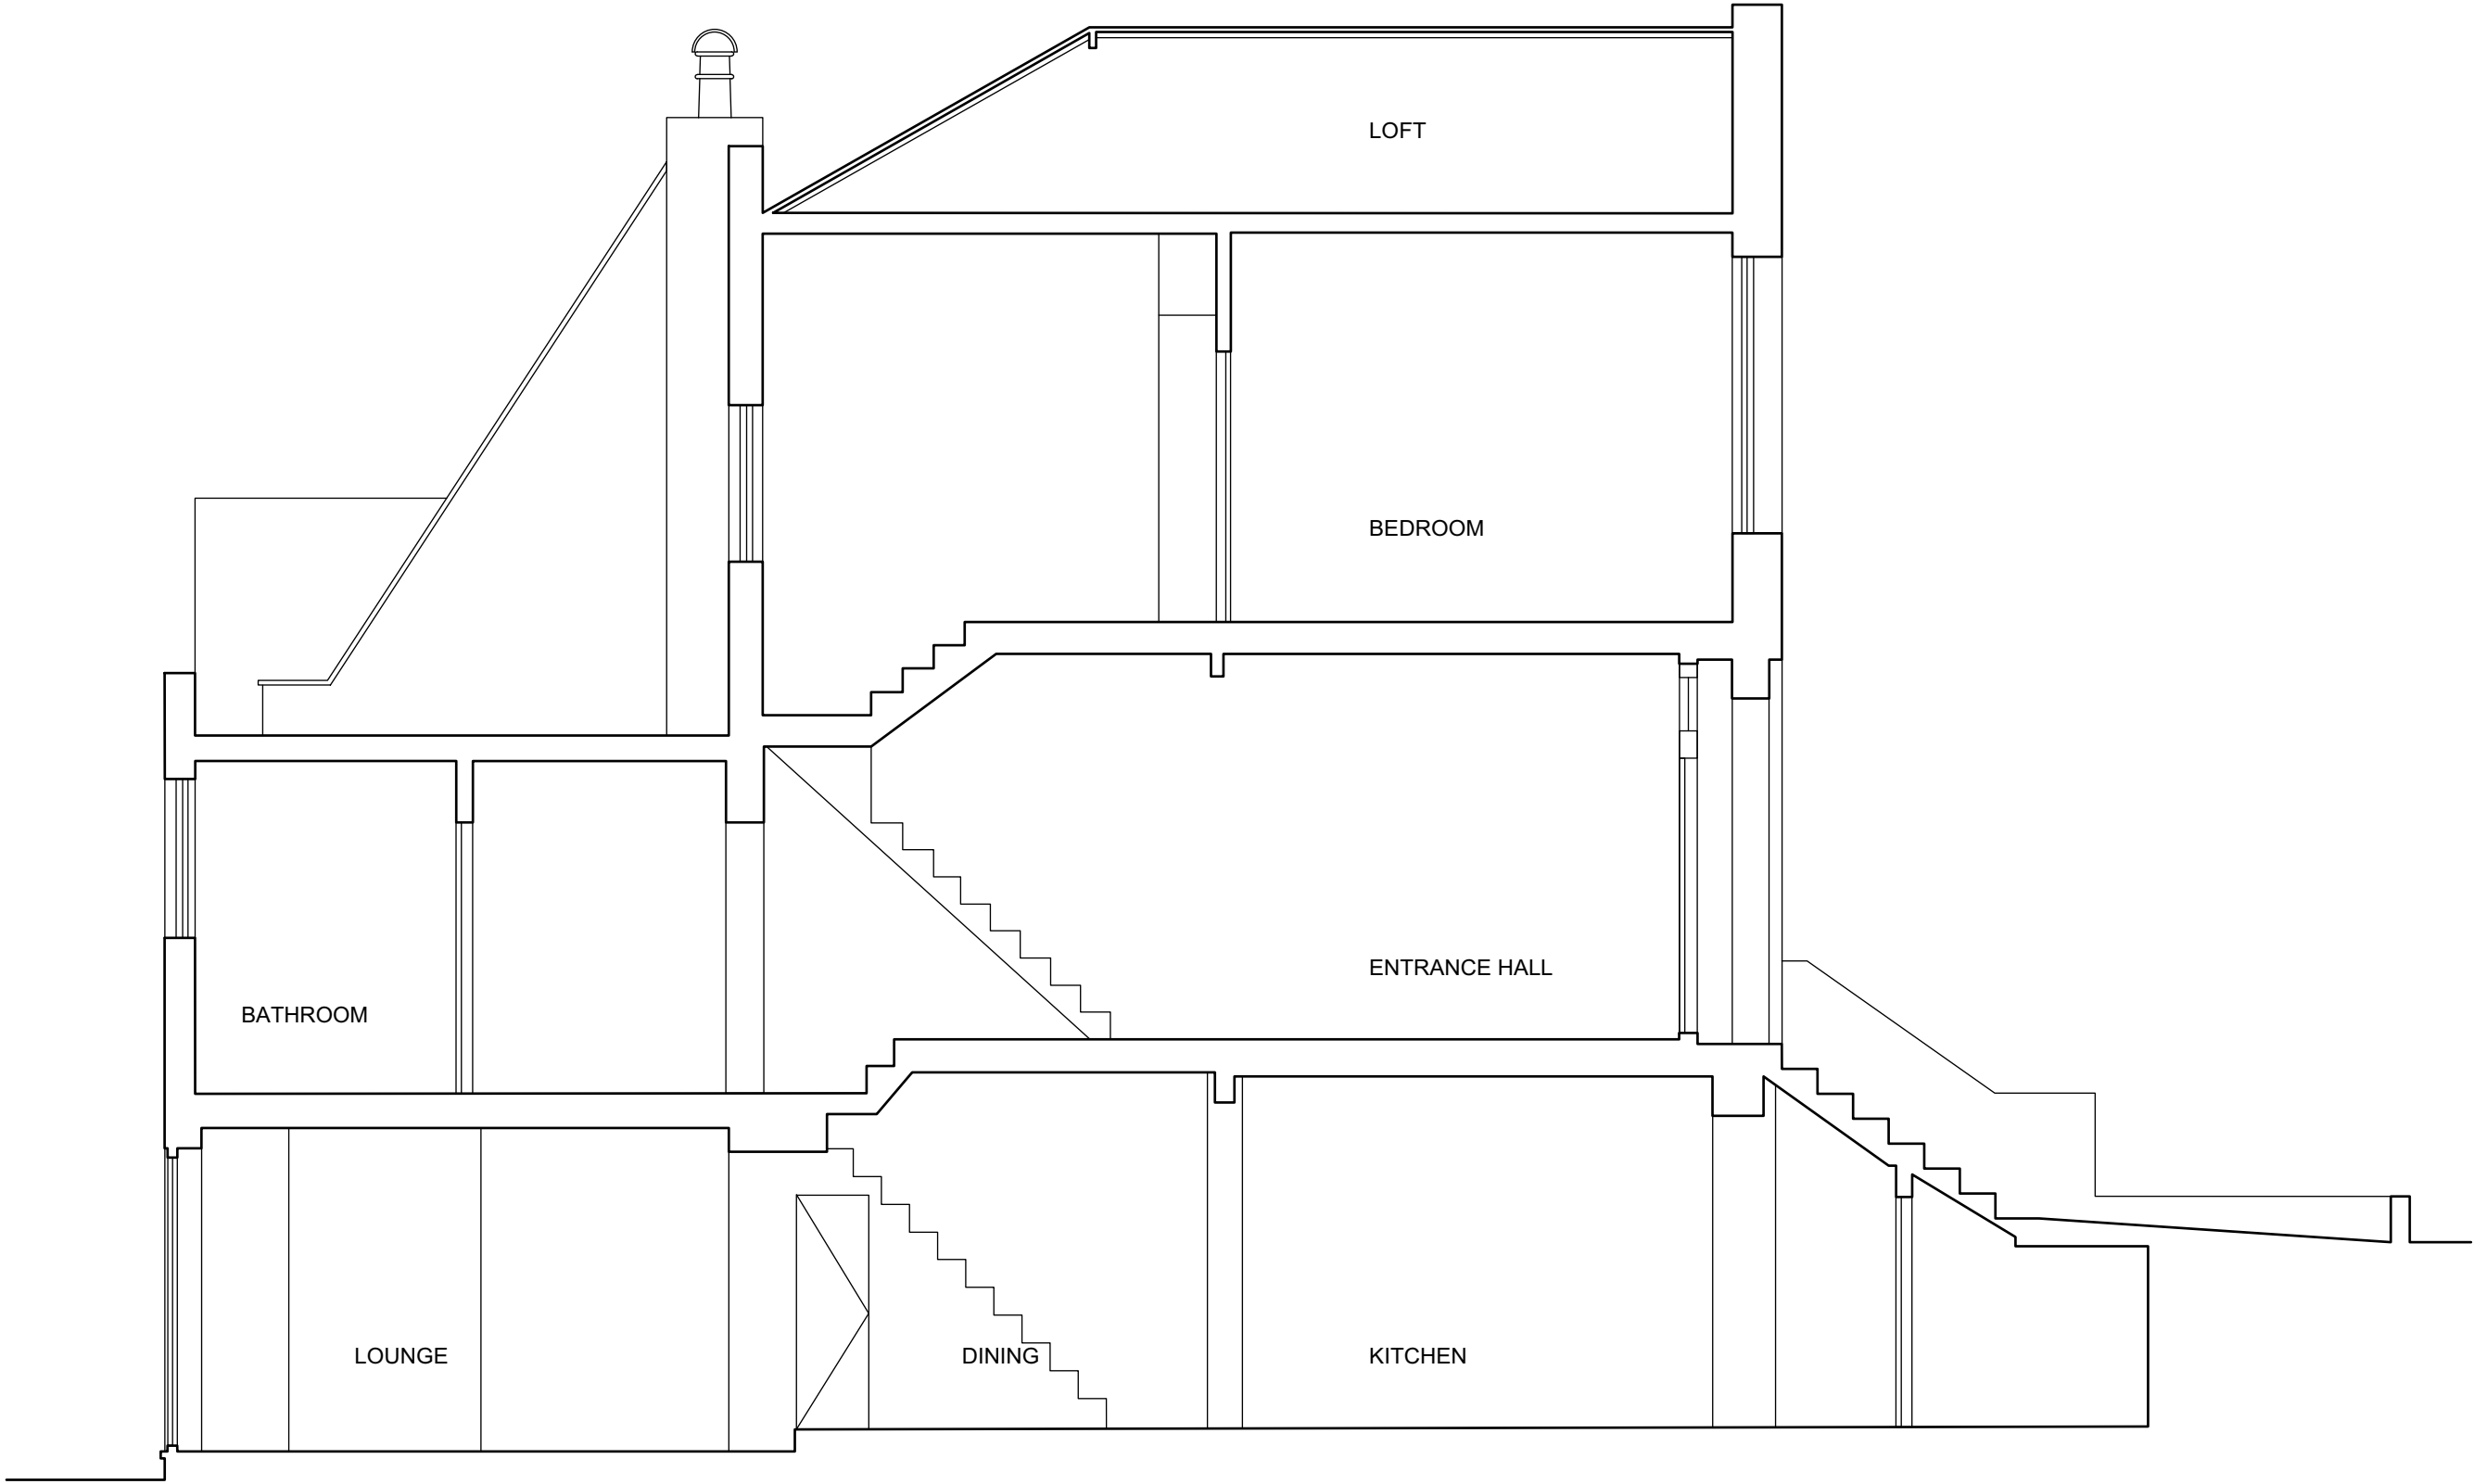 LOFT
BEDROOM
ENTRANCE HALL
BATHROOM
LOUNGE
DINING
KITCHEN